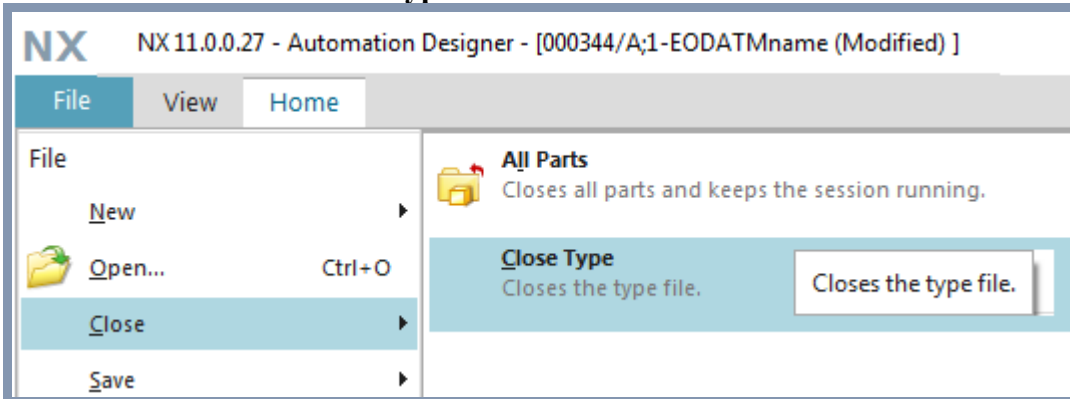 NX NX 11.0.0.27 - Automation Designer - [000344/A;1-EODATMname (Modified) ]
File View Home
File
New
Open... Ctrl+O
Close
Save
All Parts
Closes all parts and keeps the session running.
Close Type
Closes the type file.
Closes the type file.